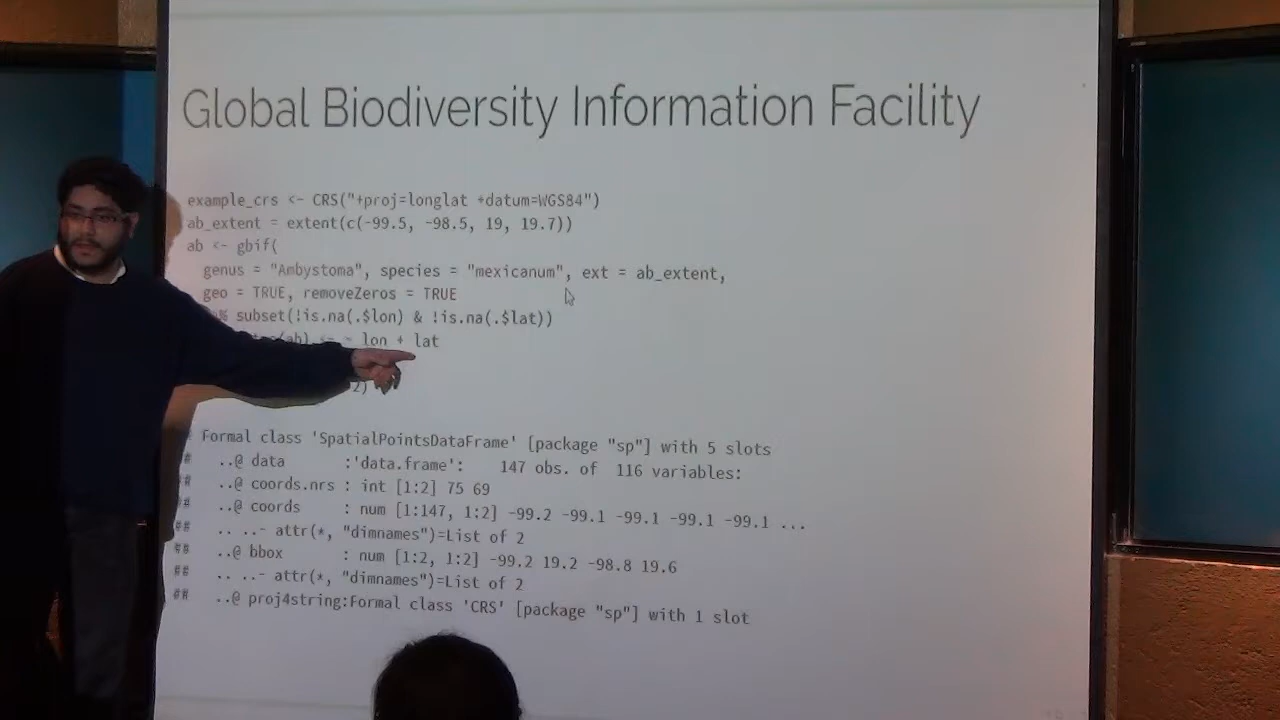 Global Biodiversity Information Facility
example_crs <- CRS("+proj=longlat +datum=WGS84")
ab_extent = extent(c(-99.5, -98.5, 19, 19.7))
ab <- gbif(
genus = "Ambystoma", species = "mexicanum", ext = ab_extent,
geo = TRUE, removeZeros = TRUE
% subset(!is.na(.$lon) & !is.na(.$lat))
(ab) <- ~ lon + lat
2)
Formal class 'SpatialPointsDataFrame' [package "sp"] with 5 slots
# ..@ data :'data.frame': 147 obs. of 116 variables:
## ..@ coords.nrs : int [1:2] 75 69
## ..@ coords : num [1:147, 1:2] -99.2 -99.1 -99.1 -99.1 -99.1 ...
## .. ..- attr(*, "dimnames")=List of 2
## ..@ bbox : num [1:2, 1:2] -99.2 19.2 -98.8 19.6
## .. ..- attr(*, "dimnames")=List of 2
## ..@ proj4string:Formal class 'CRS' [package "sp"] with 1 slot